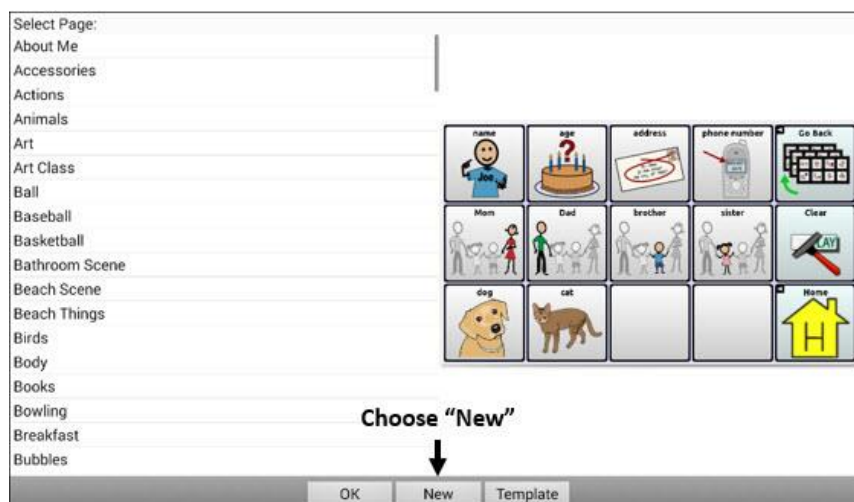 Select Page:
About Me
Accessories
Actions
Animals
Art
Art Class
Ball
Baseball
Basketball
Bathroom Scene
Beach Scene
Beach Things
Birds
Body
Books
Bowling
Breakfast
Bubbles
name age address phone number Go Back
Joe
Mom Dad brother sister Clear
LAY
dog cat Home
H
Choose “New”
OK New Template